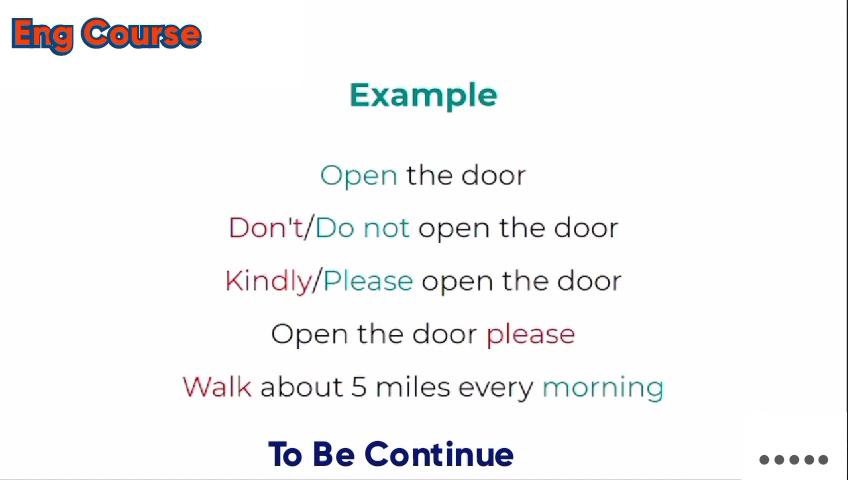 Eng Course
Example
Open the door
Don't/Do not open the door
Kindly/Please open the door
Open the door please
Walk about 5 miles every morning
To Be Continue
.....